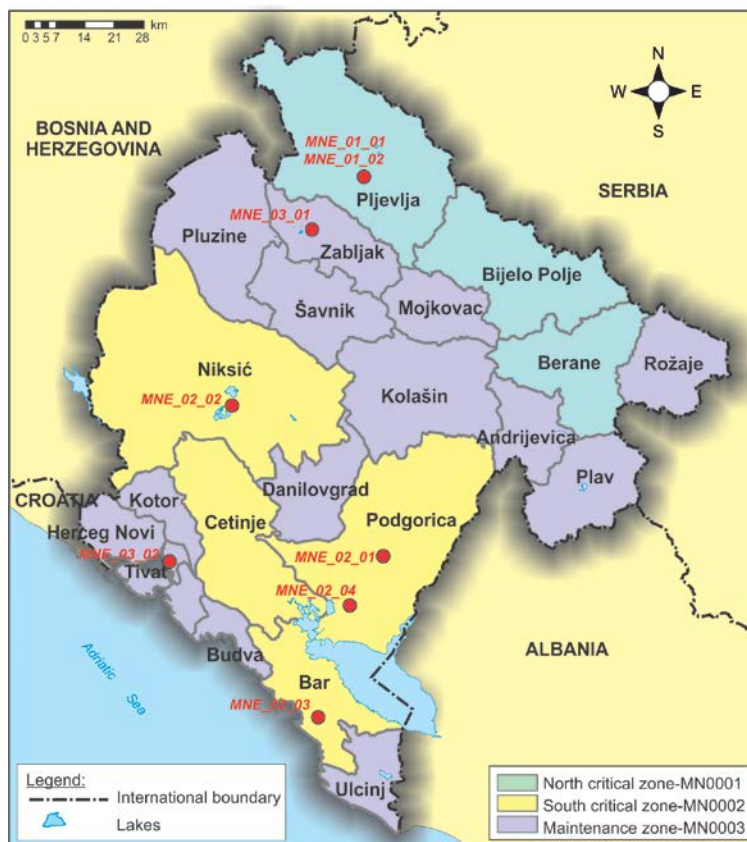 km
0 3 5 7 14 21 28
N
W E
S
BOSNIA AND
HERZEGOVINA
MNE_01_01
MNE_01_02
Pljevlja
SERBIA
MNE_03_01
Pluzine
Zabljak
Bijelo Polje
Šavnik
Mojkovac
Berane
Rožaje
Niksić
MNE_02_02
Kolašin
Andrijevica
Plav
Danilovgrad
CROATIA
Kotor
Cetinje
Podgorica
Herceg Novi
MNE_03_02
Tivat
MNE_02_01
MNE_02_04
Budva
ALBANIA
Adriatic Sea
Bar
MNE_02_03
Ulcinj
Legend:
International boundary
Lakes
North critical zone-MN0001
South critical zone-MN0002
Maintenance zone-MN0003